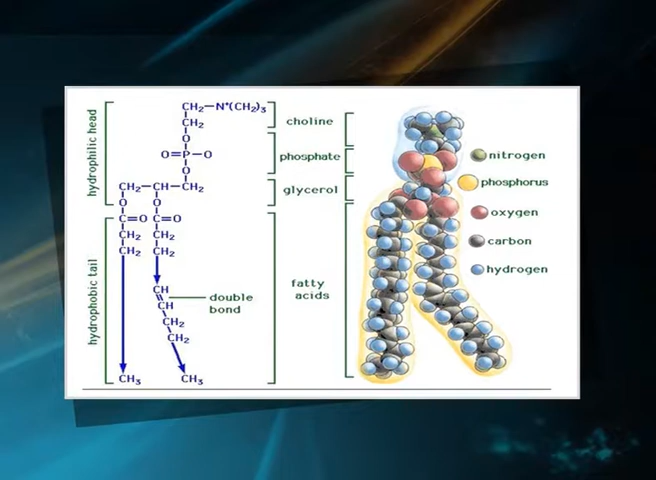 hydrophilic head
hydrophobic tail
CH₂—N⁺(CH₂)₃
CH₂
O
O=P—O
O
CH₂—CH—CH₂
O O
C=O C=O
CH₂ CH₂
CH₂ CH₂
CH
CH
CH₂
CH₂
CH₃ CH₃
double
bond
choline
phosphate
glycerol
fatty
acids
nitrogen
phosphorus
oxygen
carbon
hydrogen